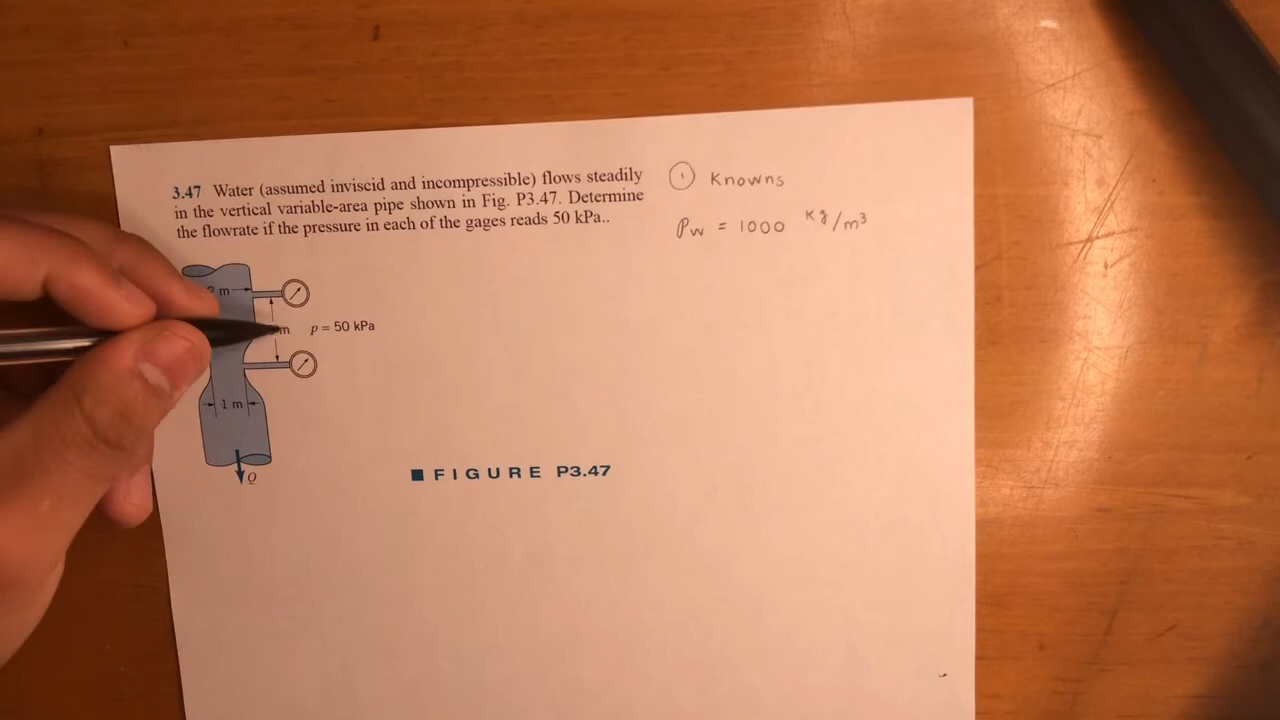 3.47 Water (assumed inviscid and incompressible) flows steadily
in the vertical variable-area pipe shown in Fig. P3.47. Determine
the flowrate if the pressure in each of the gages reads 50 kPa..
① Knowns
ρw = 1000 kg/m³
m
m
p = 50 kPa
1 m
Q
■ FIGURE P3.47